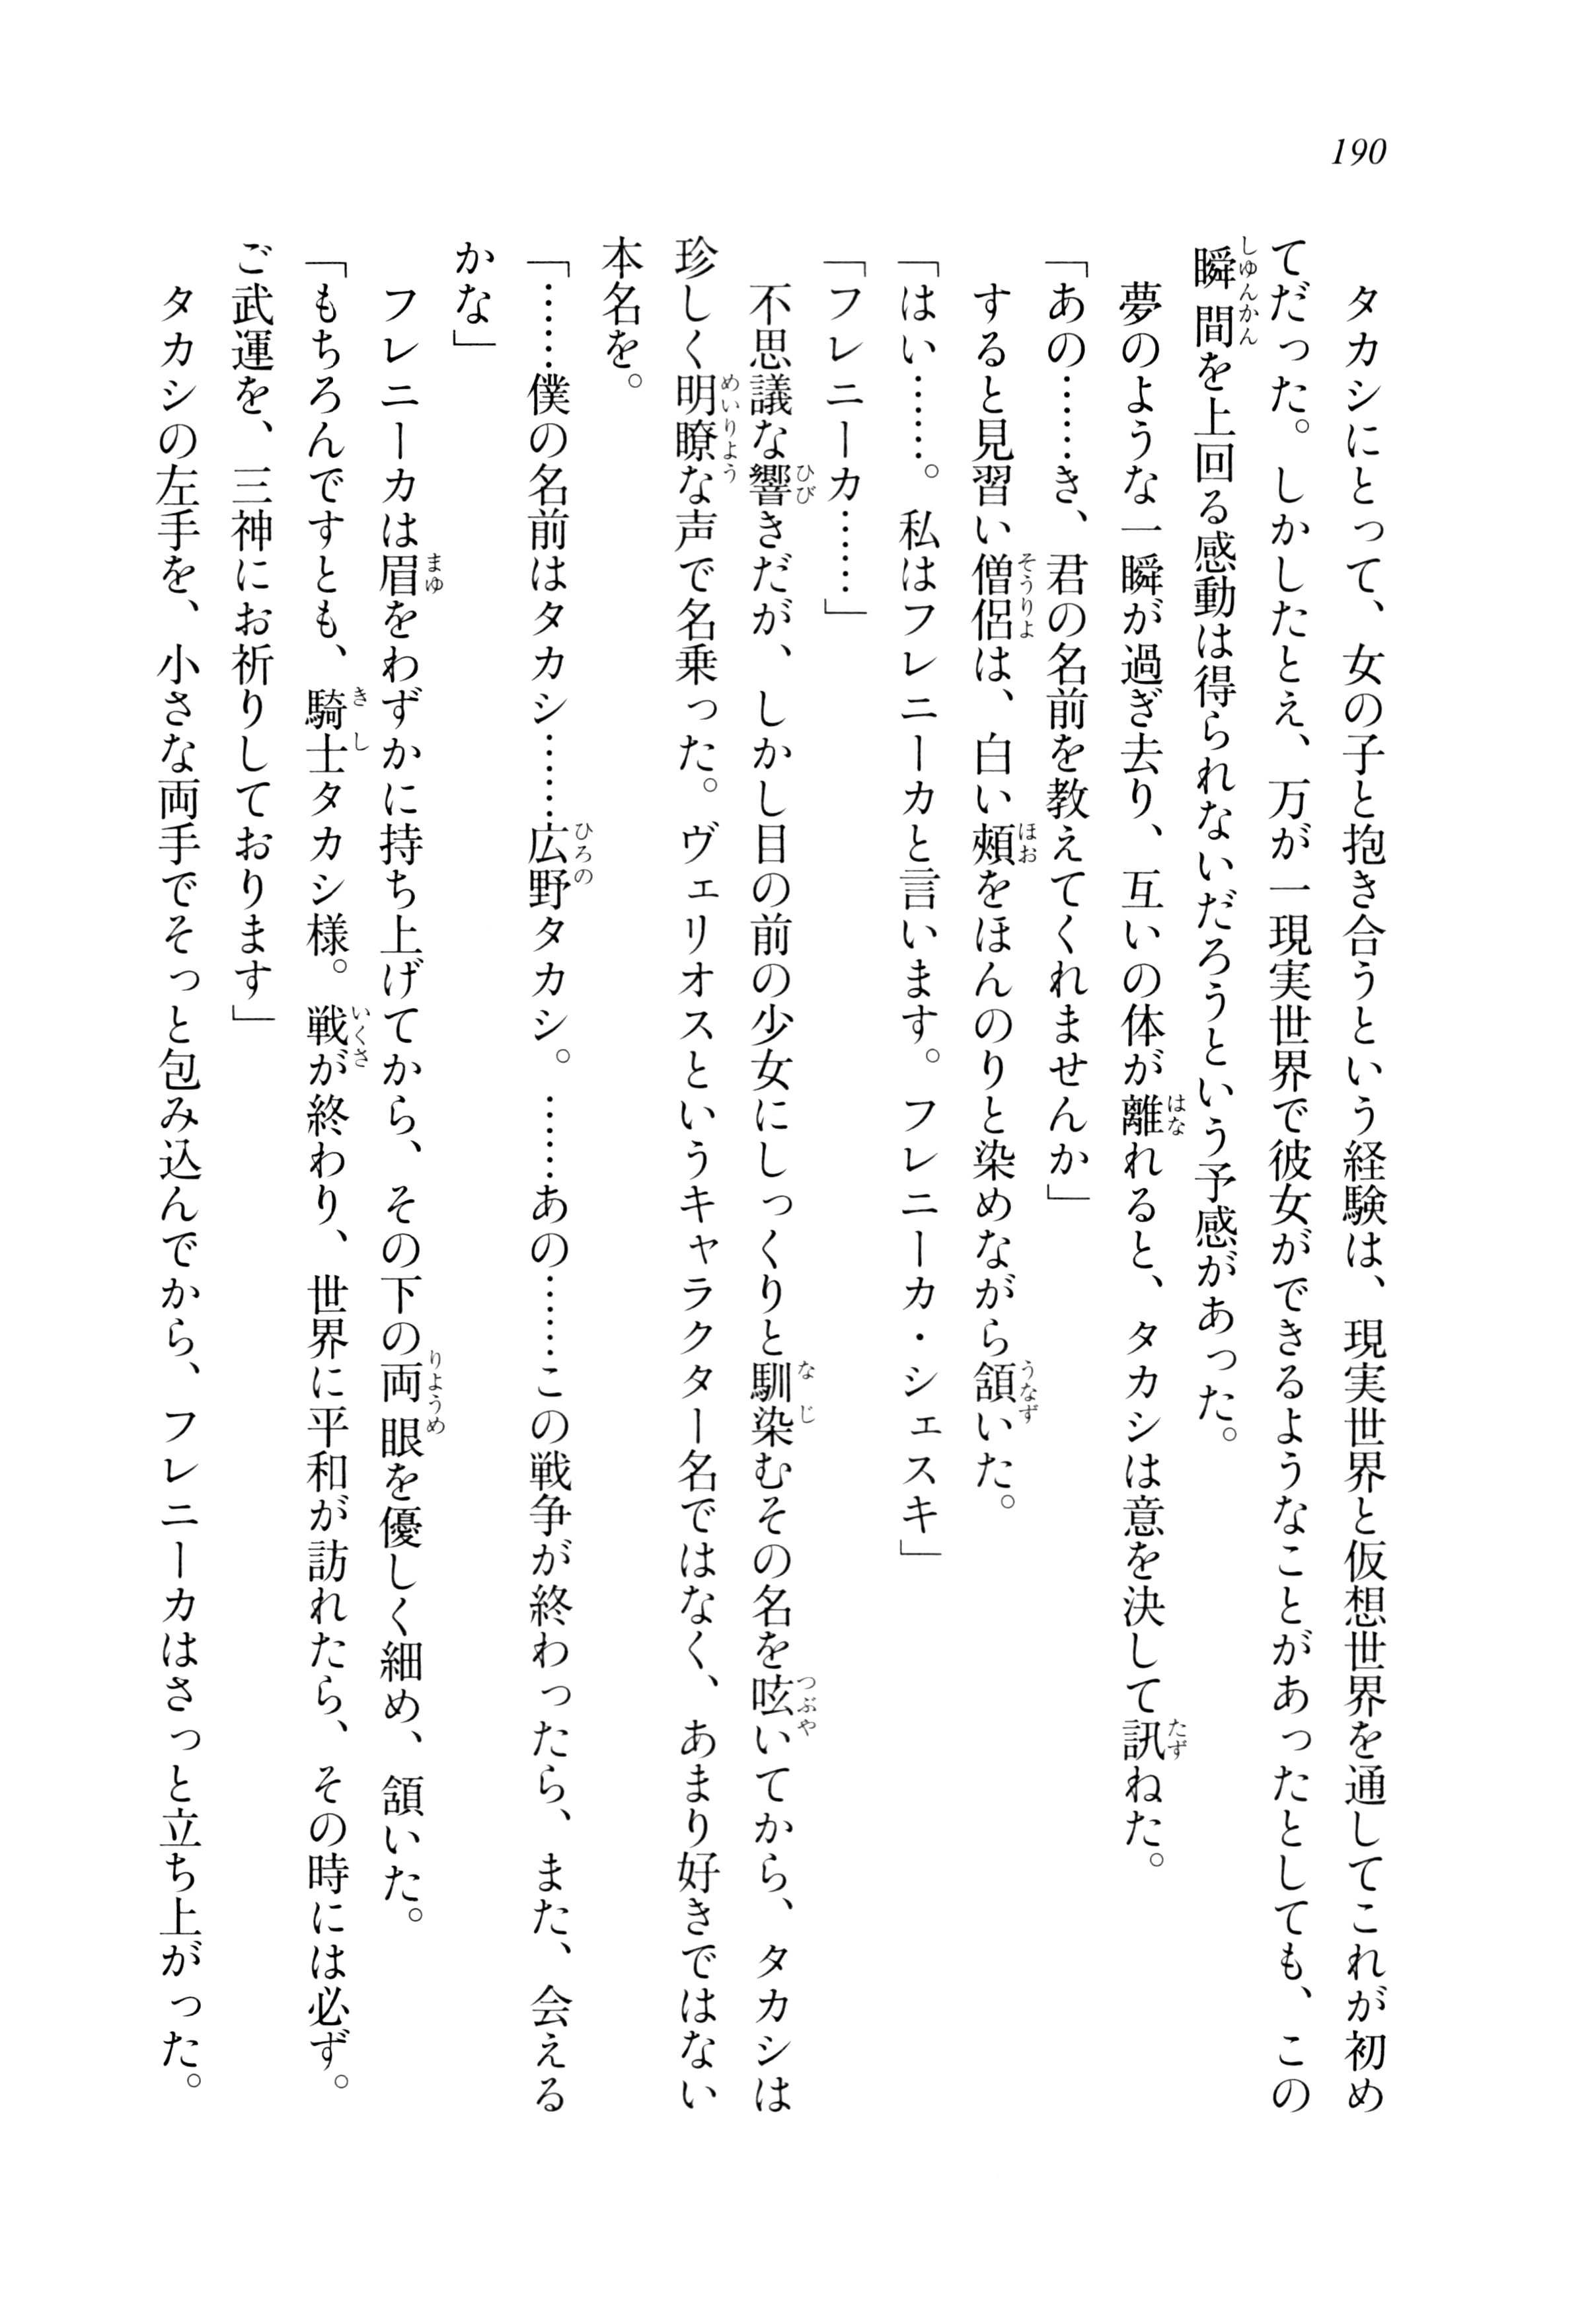 190
　タカシにとって、女の子と抱き合うという経験は、現実世界と仮想世界を通してこれが初め
てだった。しかしたとえ、万が一現実世界で彼女ができるようなことがあったとしても、この
瞬間を上回る感動は得られないだろうという予感があった。
　夢のような一瞬が過ぎ去り、互いの体が離れると、タカシは意を決して訊ねた。
「あの……き、君の名前を教えてくれませんか」
　すると見習い僧侶は、白い頰をほんのりと染めながら頷いた。
「はい……。私はフレニーカと言います。フレニーカ・シェスキ」
「フレニーカ……」
　不思議な響きだが、しかし目の前の少女にしっくりと馴染むその名を呟いてから、タカシは
珍しく明瞭な声で名乗った。ヴェリオスというキャラクター名ではなく、あまり好きではない
本名を。
「……僕の名前はタカシ……広野タカシ。……あの……この戦争が終わったら、また、会える
かな」
　フレニーカは眉をわずかに持ち上げてから、その下の両眼を優しく細め、頷いた。
「もちろんですとも、騎士タカシ様。戦が終わり、世界に平和が訪れたら、その時には必ず。
ご武運を、三神にお祈りしております」
　タカシの左手を、小さな両手でそっと包み込んでから、フレニーカはさっと立ち上がった。